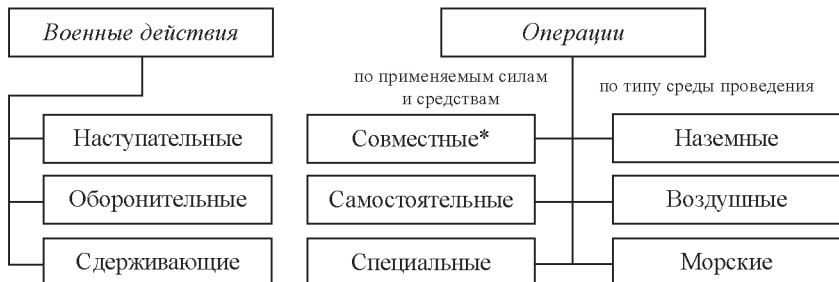 Военные действия
Операции
по применяемым силам
и средствам
по типу среды проведения
Наступательные
Совместные*
Наземные
Оборонительные
Самостоятельные
Воздушные
Сдерживающие
Специальные
Морские